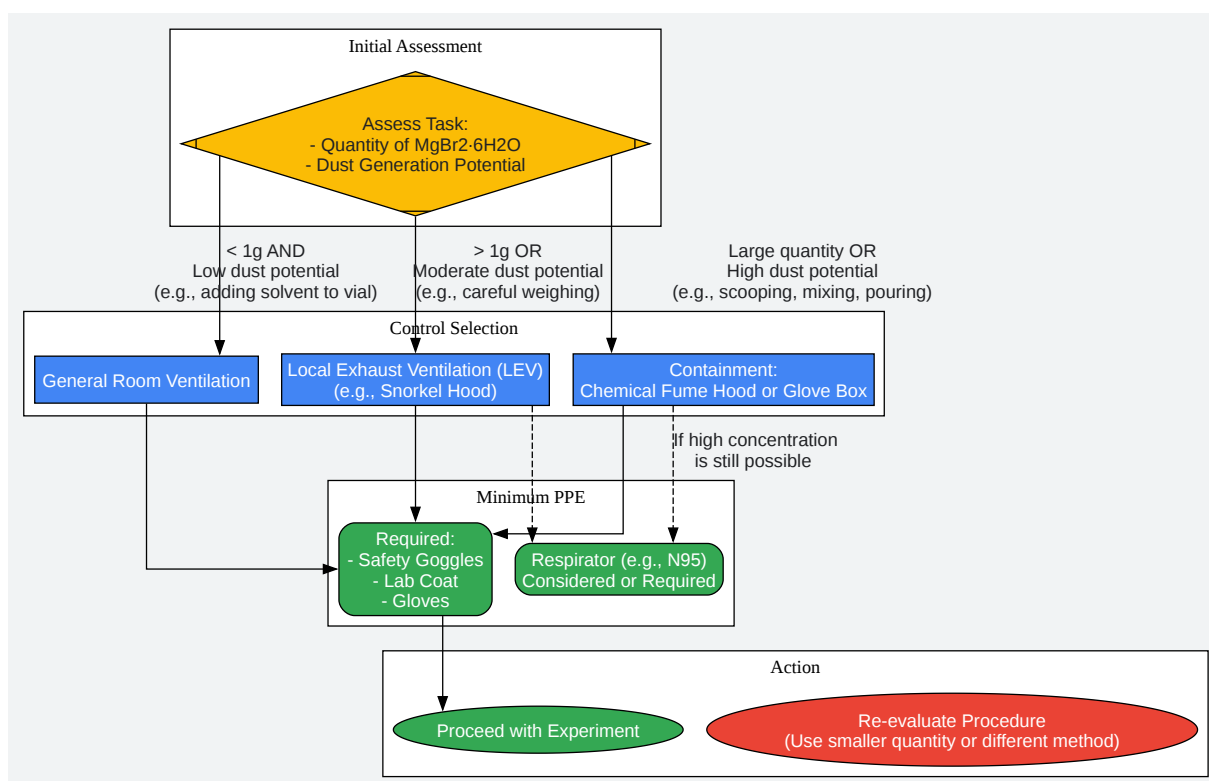 Initial Assessment
Assess Task:
- Quantity of MgBr2·6H2O
- Dust Generation Potential
< 1g AND
Low dust potential
(e.g., adding solvent to vial)
> 1g OR
Moderate dust potential
(e.g., careful weighing)
Large quantity OR
High dust potential
(e.g., scooping, mixing, pouring)
Control Selection
General Room Ventilation
Local Exhaust Ventilation (LEV)
(e.g., Snorkel Hood)
Containment:
Chemical Fume Hood or Glove Box
If high concentration
is still possible
Minimum PPE
Required:
- Safety Goggles
- Lab Coat
- Gloves
Respirator (e.g., N95)
Considered or Required
Action
Proceed with Experiment
Re-evaluate Procedure
(Use smaller quantity or different method)